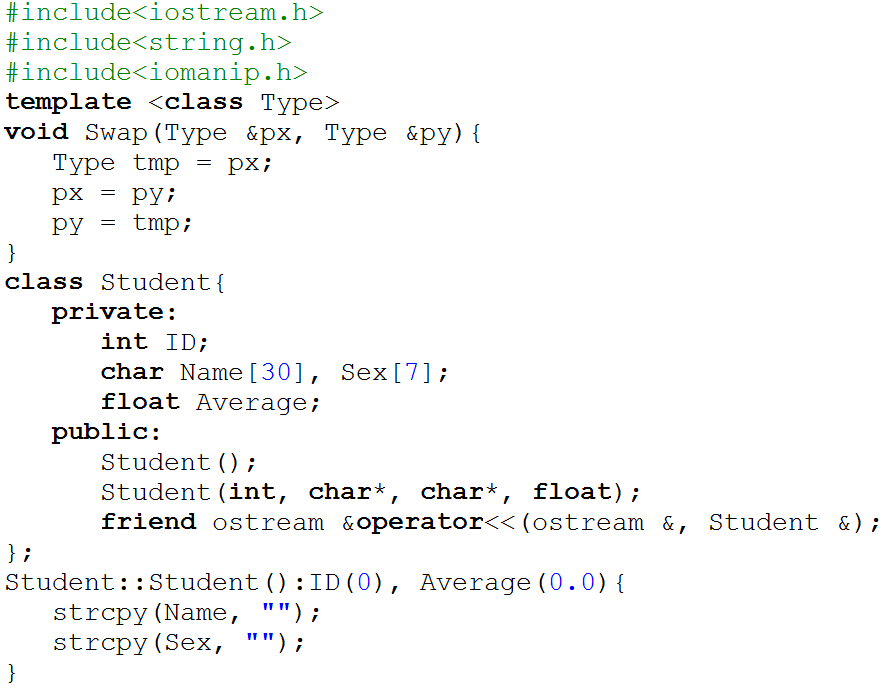 #include<iostream.h>
#include<string.h>
#include<iomanip.h>
template <class Type>
void Swap(Type &px, Type &py){
   Type tmp = px;
   px = py;
   py = tmp;
}
class Student{
   private:
      int ID;
      char Name[30], Sex[7];
      float Average;
   public:
      Student();
      Student(int, char*, char*, float);
      friend ostream &operator<<(ostream &, Student &);
};
Student::Student():ID(0), Average(0.0){
   strcpy(Name, "");
   strcpy(Sex, "");
}